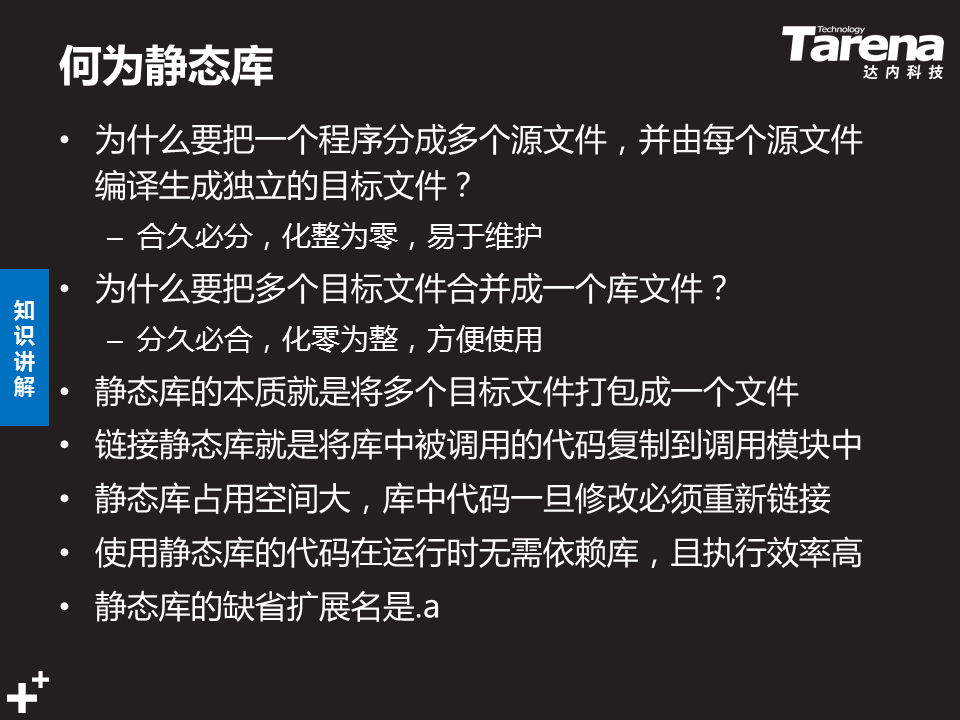 何为静态库
Technology
Tarena
达内科技
• 为什么要把一个程序分成多个源文件，并由每个源文件
编译生成独立的目标文件？
– 合久必分，化整为零，易于维护
• 为什么要把多个目标文件合并成一个库文件？
– 分久必合，化零为整，方便使用
• 静态库的本质就是将多个目标文件打包成一个文件
• 链接静态库就是将库中被调用的代码复制到调用模块中
• 静态库占用空间大，库中代码一旦修改必须重新链接
• 使用静态库的代码在运行时无需依赖库，且执行效率高
• 静态库的缺省扩展名是.a
知识讲解